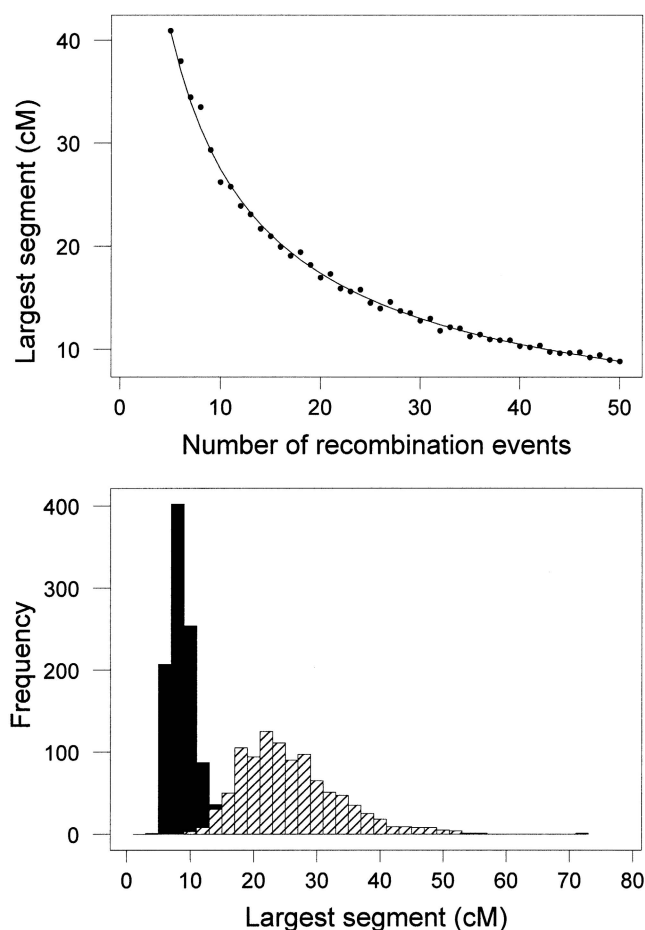 40
30
20
10
Largest segment (cM)
0 10 20 30 40 50
Number of recombination events
400
300
200
100
0
Frequency
0 10 20 30 40 50 60 70 80
Largest segment (cM)